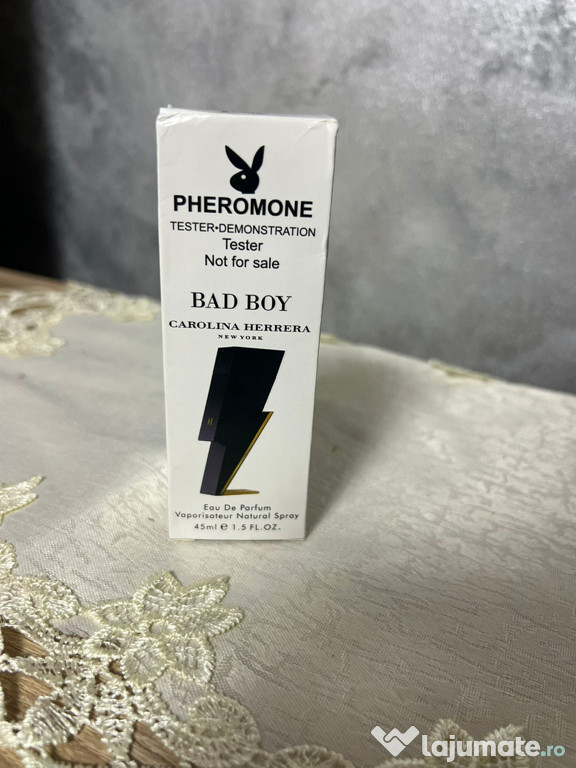 PHEROMONE
TESTER•DEMONSTRATION
Tester
Not for sale
BAD BOY
CAROLINA HERRERA
NEW YORK
Eau De Parfum
Vaporisateur Natural Spray
45ml e 1.5 FL.OZ.
lajumate.ro